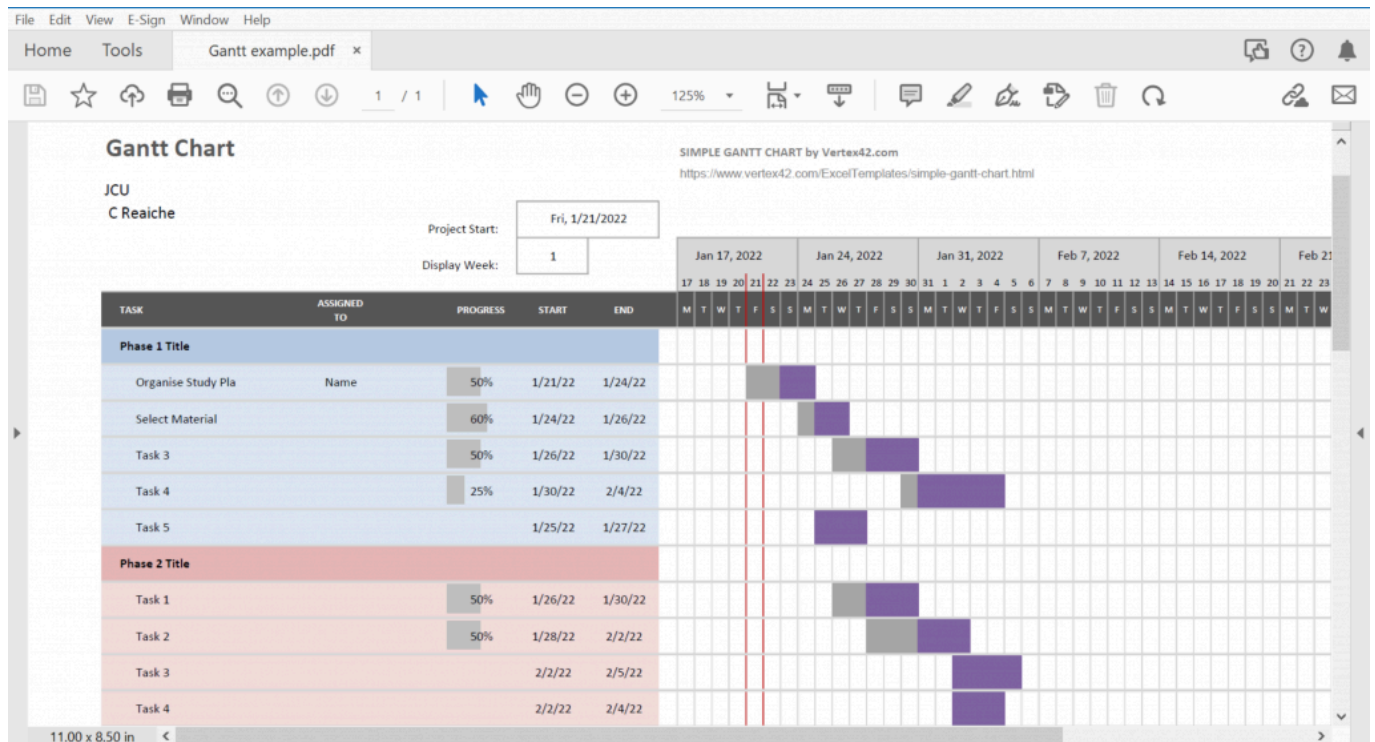 File Edit View E-Sign Window Help
Home Tools Gantt example.pdf ×
1 / 1 125%
Gantt Chart
SIMPLE GANTT CHART by Vertex42.com
https://www.vertex42.com/ExcelTemplates/simple-gantt-chart.html
JCU
C Reaiche
Project Start: Fri, 1/21/2022
Display Week: 1
Jan 17, 2022 Jan 24, 2022 Jan 31, 2022 Feb 7, 2022 Feb 14, 2022 Feb 21
17 18 19 20 21 22 23 24 25 26 27 28 29 30 31 1 2 3 4 5 6 7 8 9 10 11 12 13 14 15 16 17 18 19 20 21 22 23
TASK ASSIGNED TO PROGRESS START END M T W T F S S M T W T F S S M T W T F S S M T W T F S S M T W T F S S M T W
Phase 1 Title
Organise Study Pla Name 50% 1/21/22 1/24/22
Select Material 60% 1/24/22 1/26/22
Task 3 50% 1/26/22 1/30/22
Task 4 25% 1/30/22 2/4/22
Task 5 1/25/22 1/27/22
Phase 2 Title
Task 1 50% 1/26/22 1/30/22
Task 2 50% 1/28/22 2/2/22
Task 3 2/2/22 2/5/22
Task 4 2/2/22 2/4/22
11.00 x 8.50 in